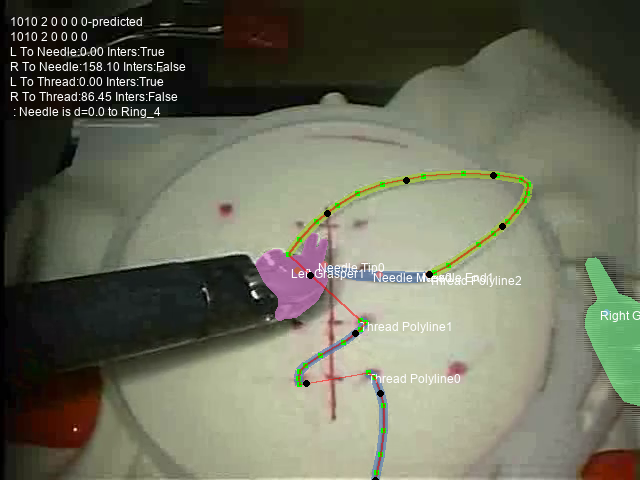 1010 2 0 0 0 0-predicted
1010 2 0 0 0 0
L To Needle:0.00 Inters:True
R To Needle:158.10 Inters:False
L To Thread:0.00 Inters:True
R To Thread:86.45 Inters:False
: Needle is d=0.0 to Ring_4
Needle Tip0
Left Grasper1
Thread Polyline2
Right G
Thread Polyline1
Thread Polyline0